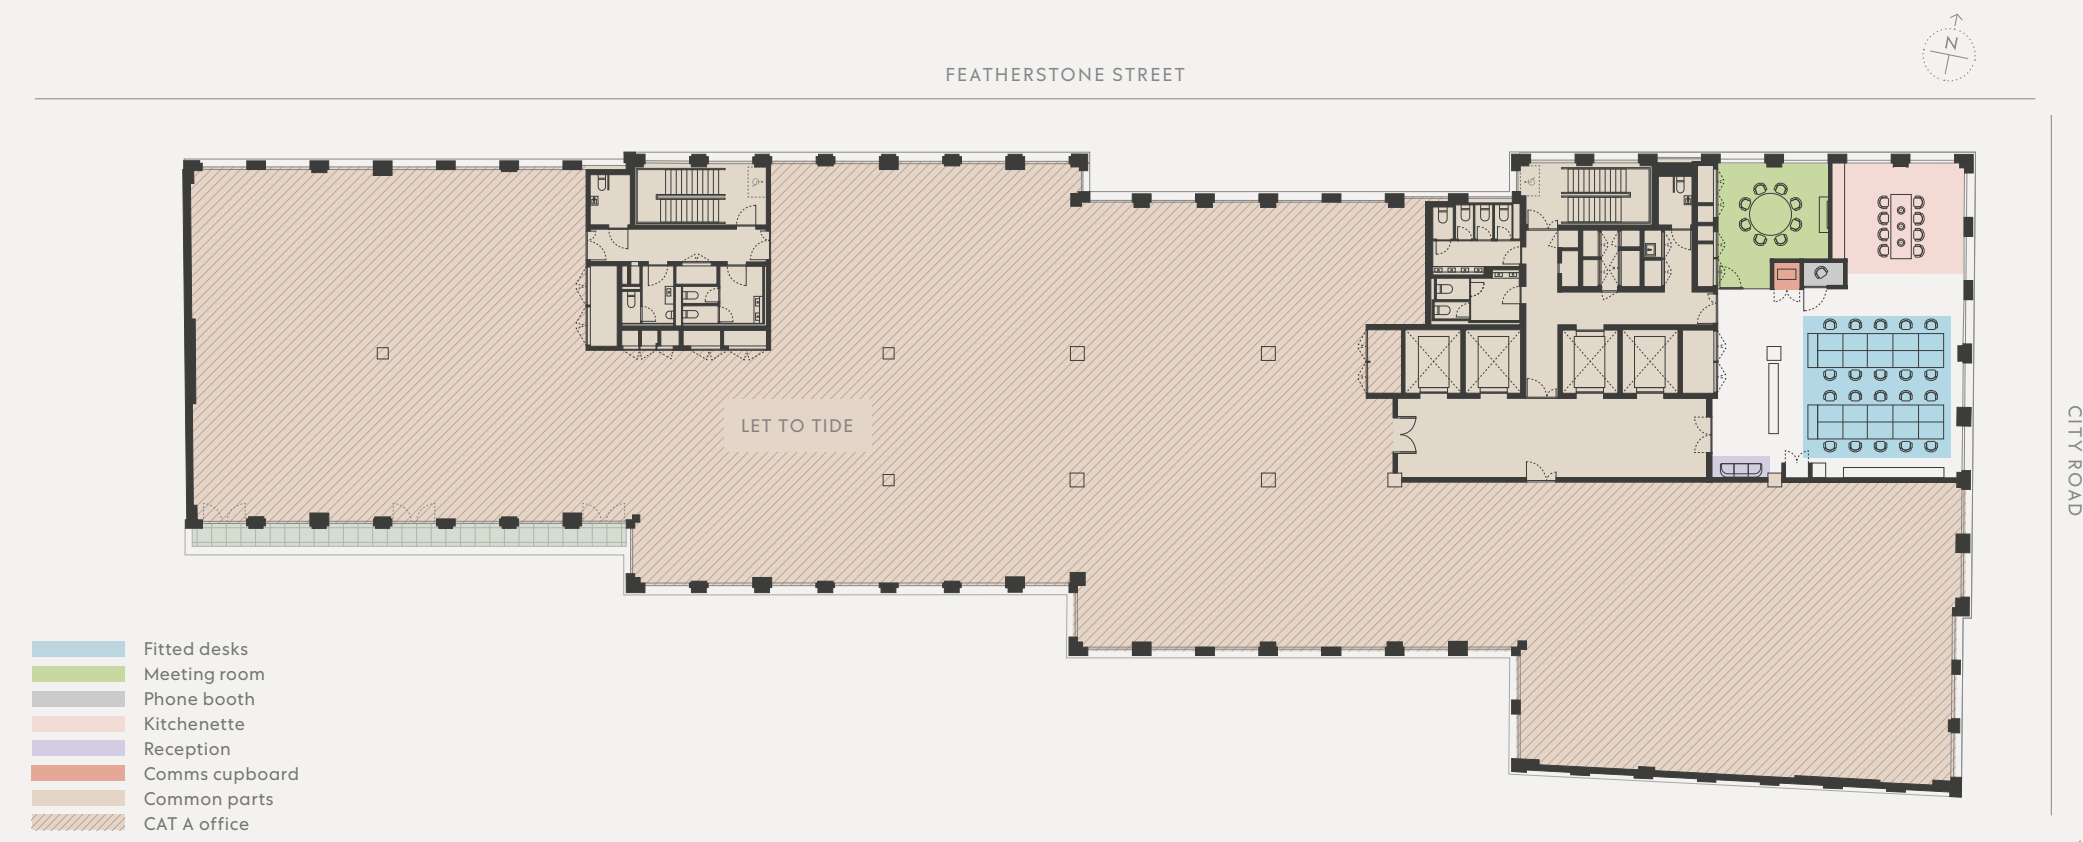 N
FEATHERSTONE STREET
LET TO TIDE
CITY ROAD
Fitted desks
Meeting room
Phone booth
Kitchenette
Reception
Comms cupboard
Common parts
CAT A office